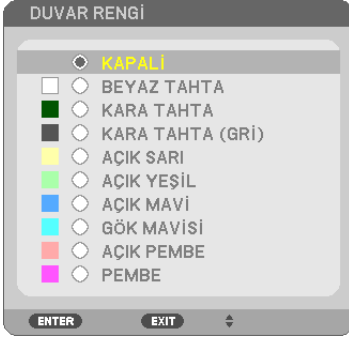 DUVAR RENGİ
KAPALI
BEYAZ TAHTA
KARA TAHTA
KARA TAHTA (GRİ)
AÇIK SARI
AÇIK YEŞİL
AÇIK MAVİ
GÖK MAVİSİ
AÇIK PEMBE
PEMBE
ENTER EXIT